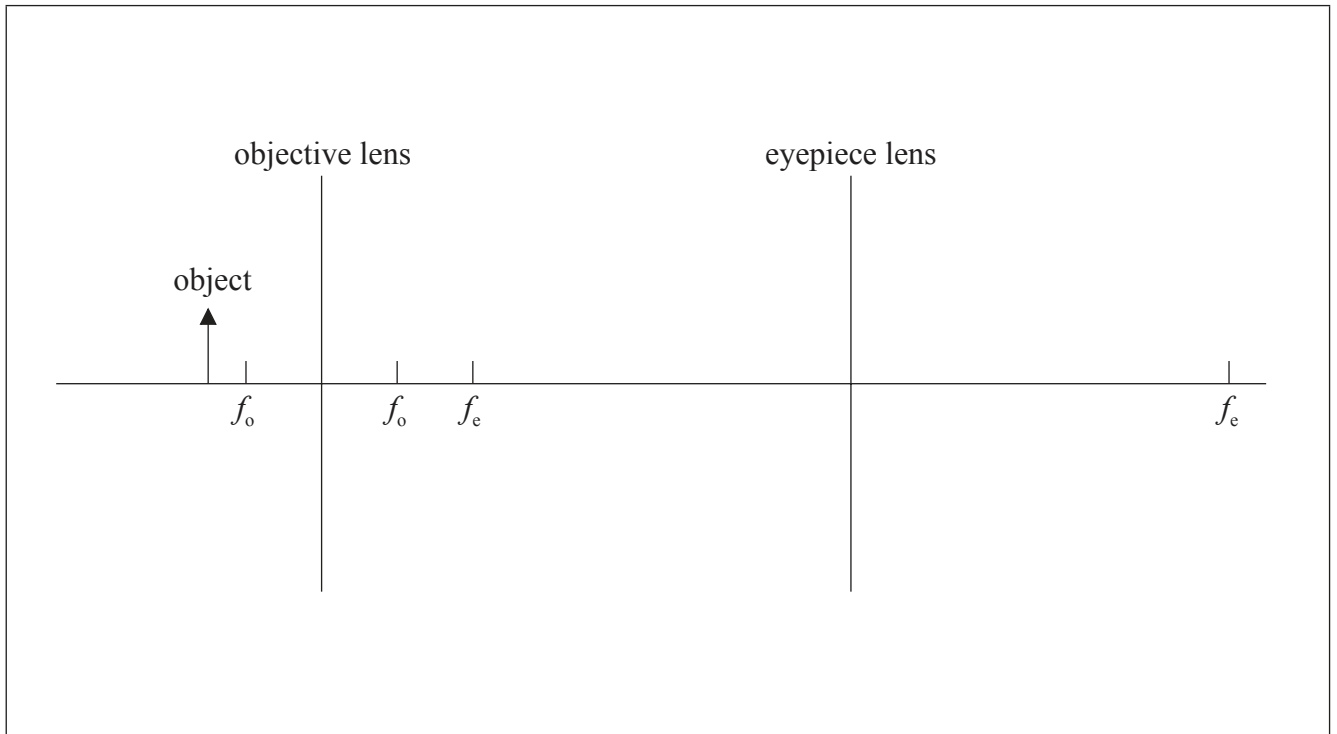 objective lens
eyepiece lens
object
fₒ
fₒ
fₑ
fₑ